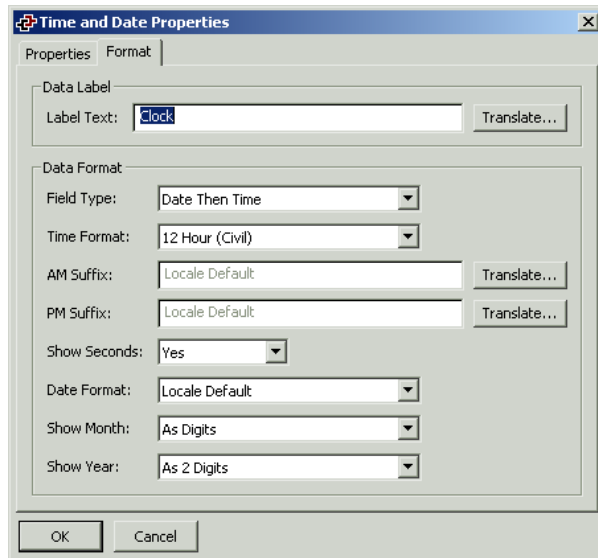 Time and Date Properties
Properties Format
Data Label
Label Text: Clock Translate...
Data Format
Field Type: Date Then Time
Time Format: 12 Hour (Civil)
AM Suffix: Locale Default Translate...
PM Suffix: Locale Default Translate...
Show Seconds: Yes
Date Format: Locale Default
Show Month: As Digits
Show Year: As 2 Digits
OK Cancel